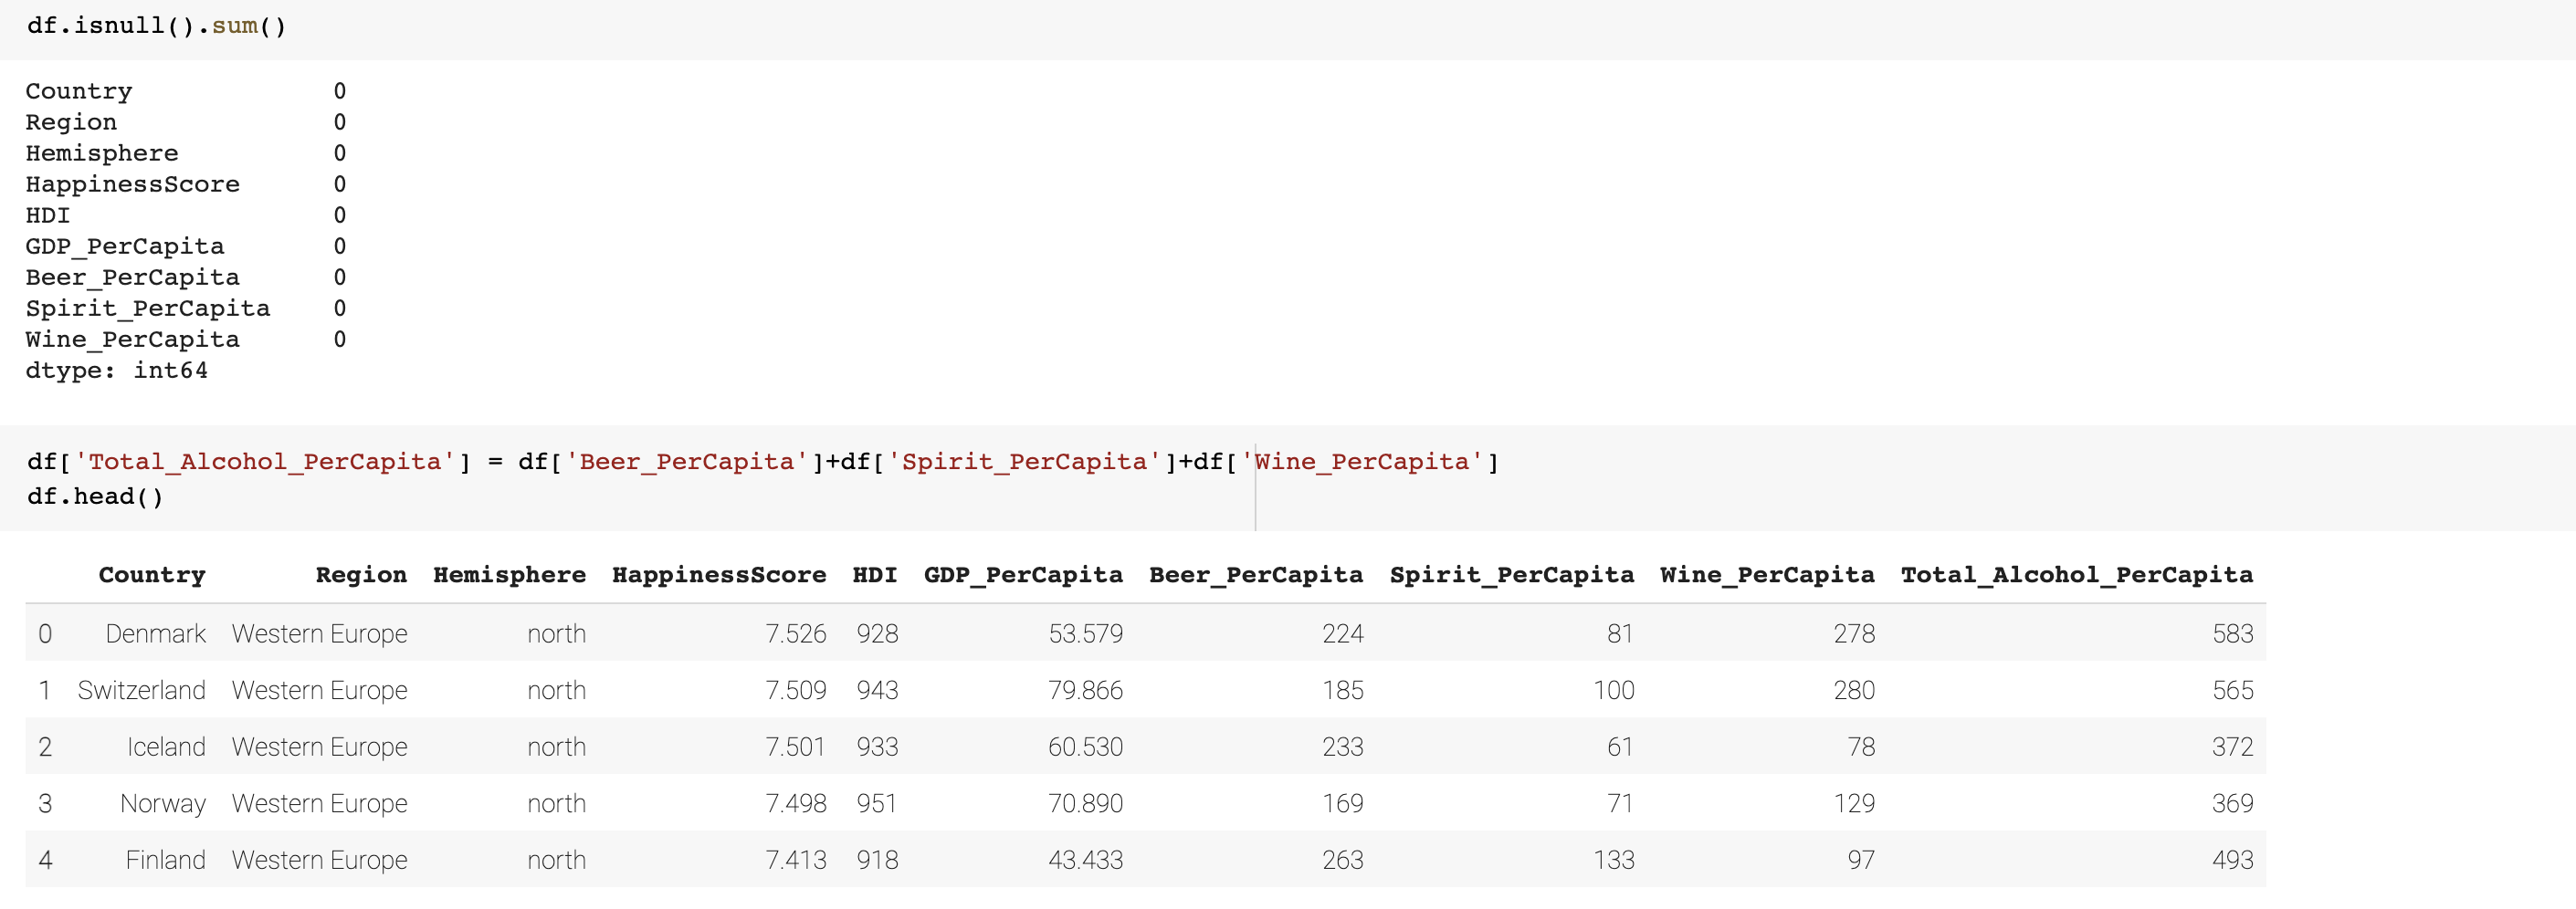 df.isnull().sum()
Country 0
Region 0
Hemisphere 0
HappinessScore 0
HDI 0
GDP_PerCapita 0
Beer_PerCapita 0
Spirit_PerCapita 0
Wine_PerCapita 0
dtype: int64
df['Total_Alcohol_PerCapita'] = df['Beer_PerCapita']+df['Spirit_PerCapita']+df['Wine_PerCapita']
df.head()
Country Region Hemisphere HappinessScore HDI GDP_PerCapita Beer_PerCapita Spirit_PerCapita Wine_PerCapita Total_Alcohol_PerCapita
0 Denmark Western Europe north 7.526 928 53.579 224 81 278 583
1 Switzerland Western Europe north 7.509 943 79.866 185 100 280 565
2 Iceland Western Europe north 7.501 933 60.530 233 61 78 372
3 Norway Western Europe north 7.498 951 70.890 169 71 129 369
4 Finland Western Europe north 7.413 918 43.433 263 133 97 493